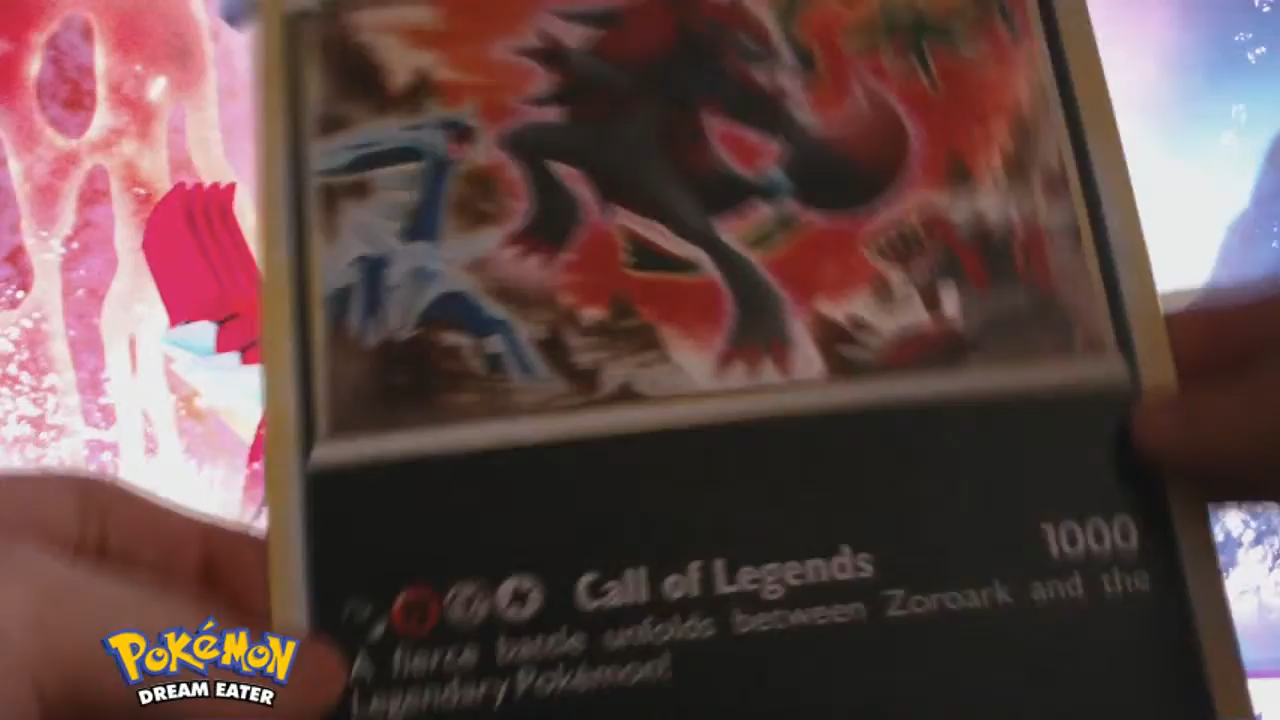 Call of Legends 1000
A fierce battle unfolds between Zoroark and the
Legendary Pokémon!
POKéMON
DREAM EATER